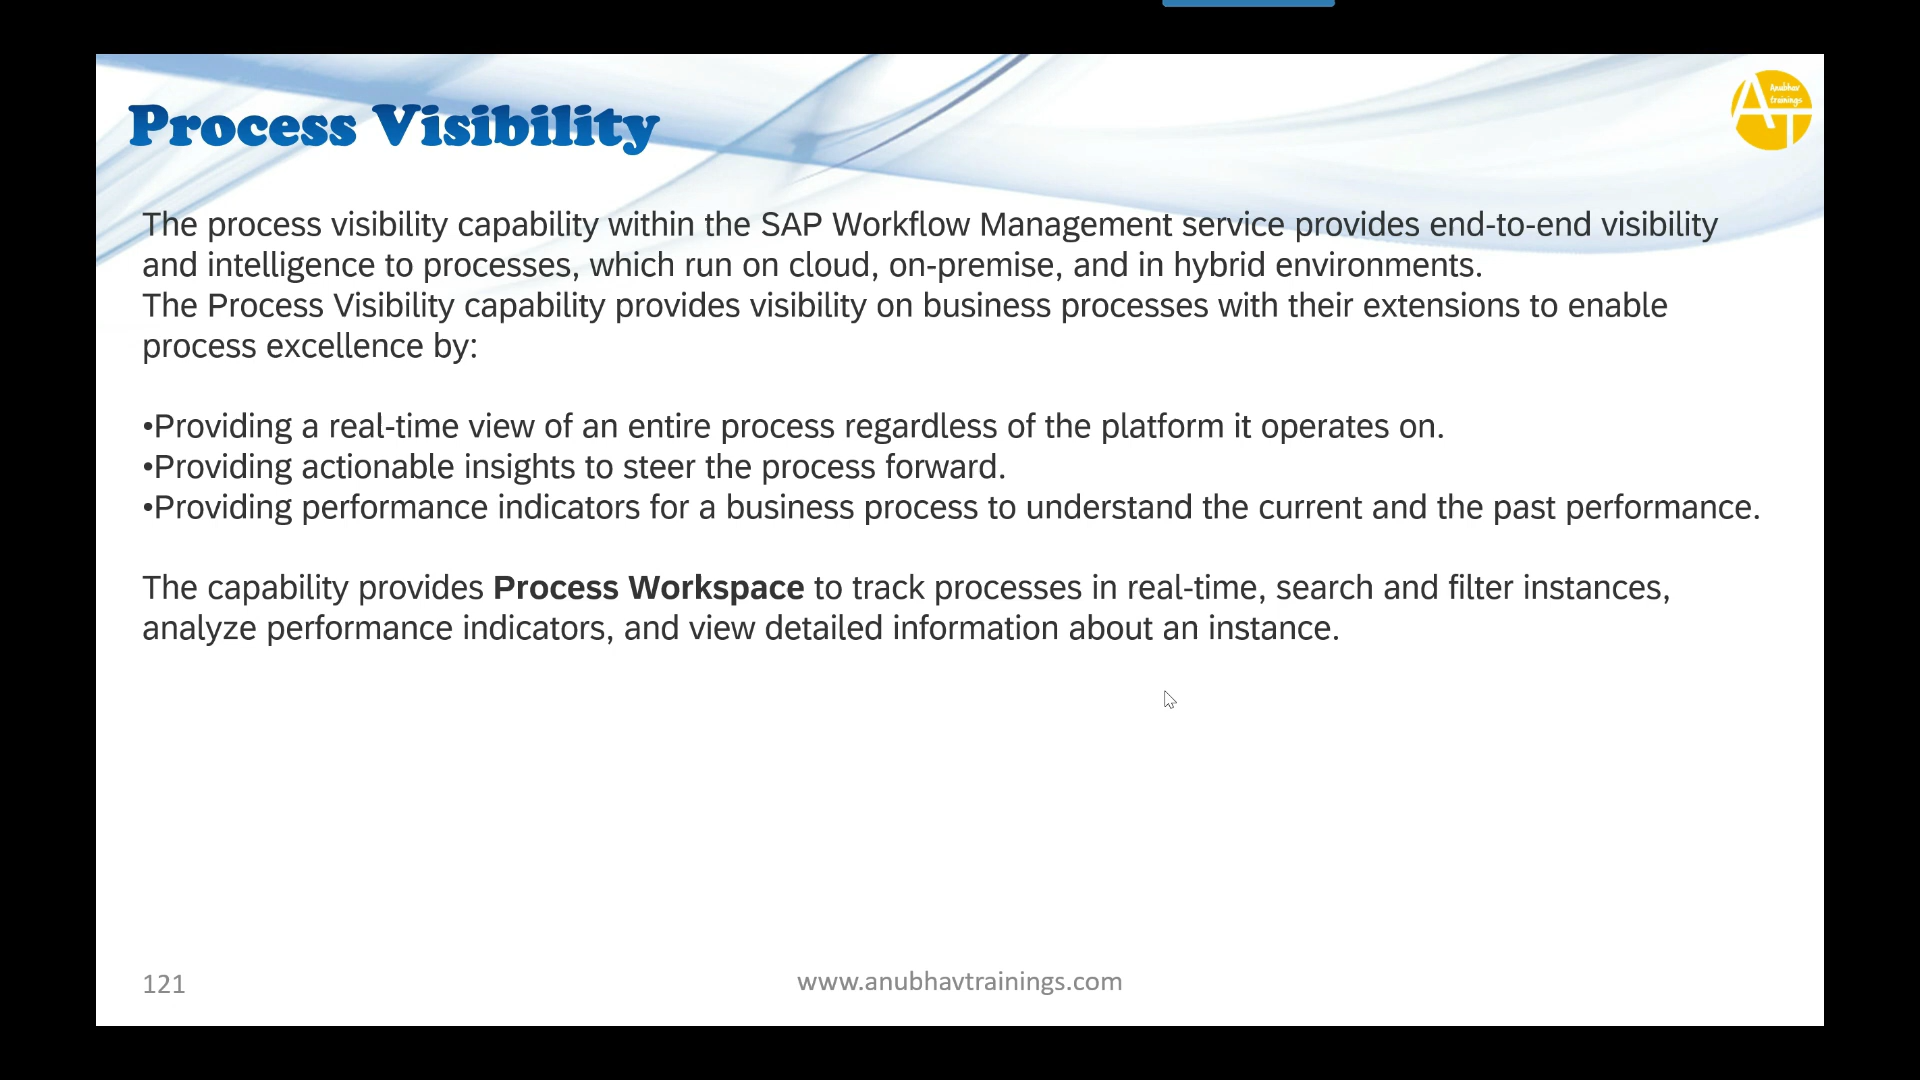 Process Visibility
Anubhav
trainings
AT
The process visibility capability within the SAP Workflow Management service provides end-to-end visibility
and intelligence to processes, which run on cloud, on-premise, and in hybrid environments.
The Process Visibility capability provides visibility on business processes with their extensions to enable
process excellence by:
•Providing a real-time view of an entire process regardless of the platform it operates on.
•Providing actionable insights to steer the process forward.
•Providing performance indicators for a business process to understand the current and the past performance.
The capability provides Process Workspace to track processes in real-time, search and filter instances,
analyze performance indicators, and view detailed information about an instance.
121
www.anubhavtrainings.com